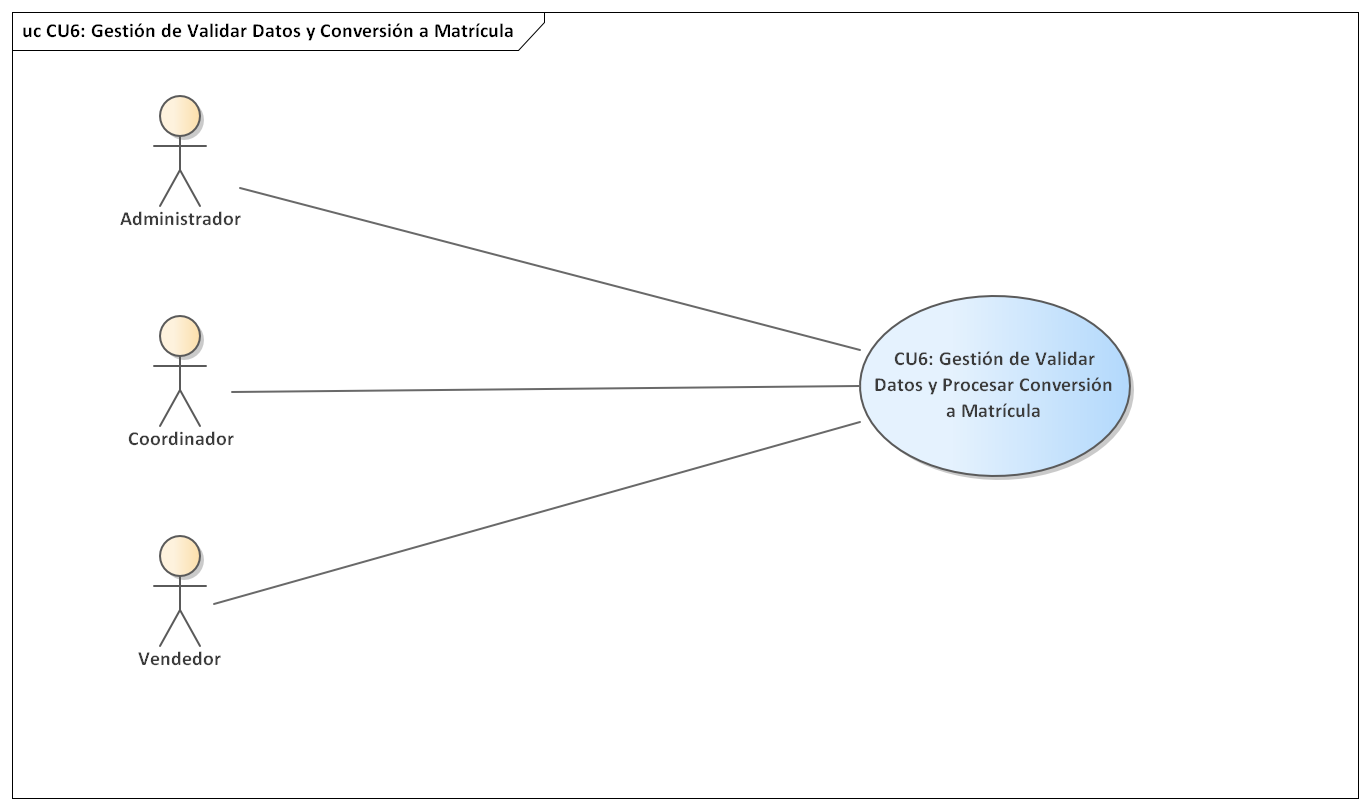 uc CU6: Gestión de Validar Datos y Conversión a Matrícula
Administrador
Coordinador
CU6: Gestión de Validar
Datos y Procesar Conversión
a Matrícula
Vendedor